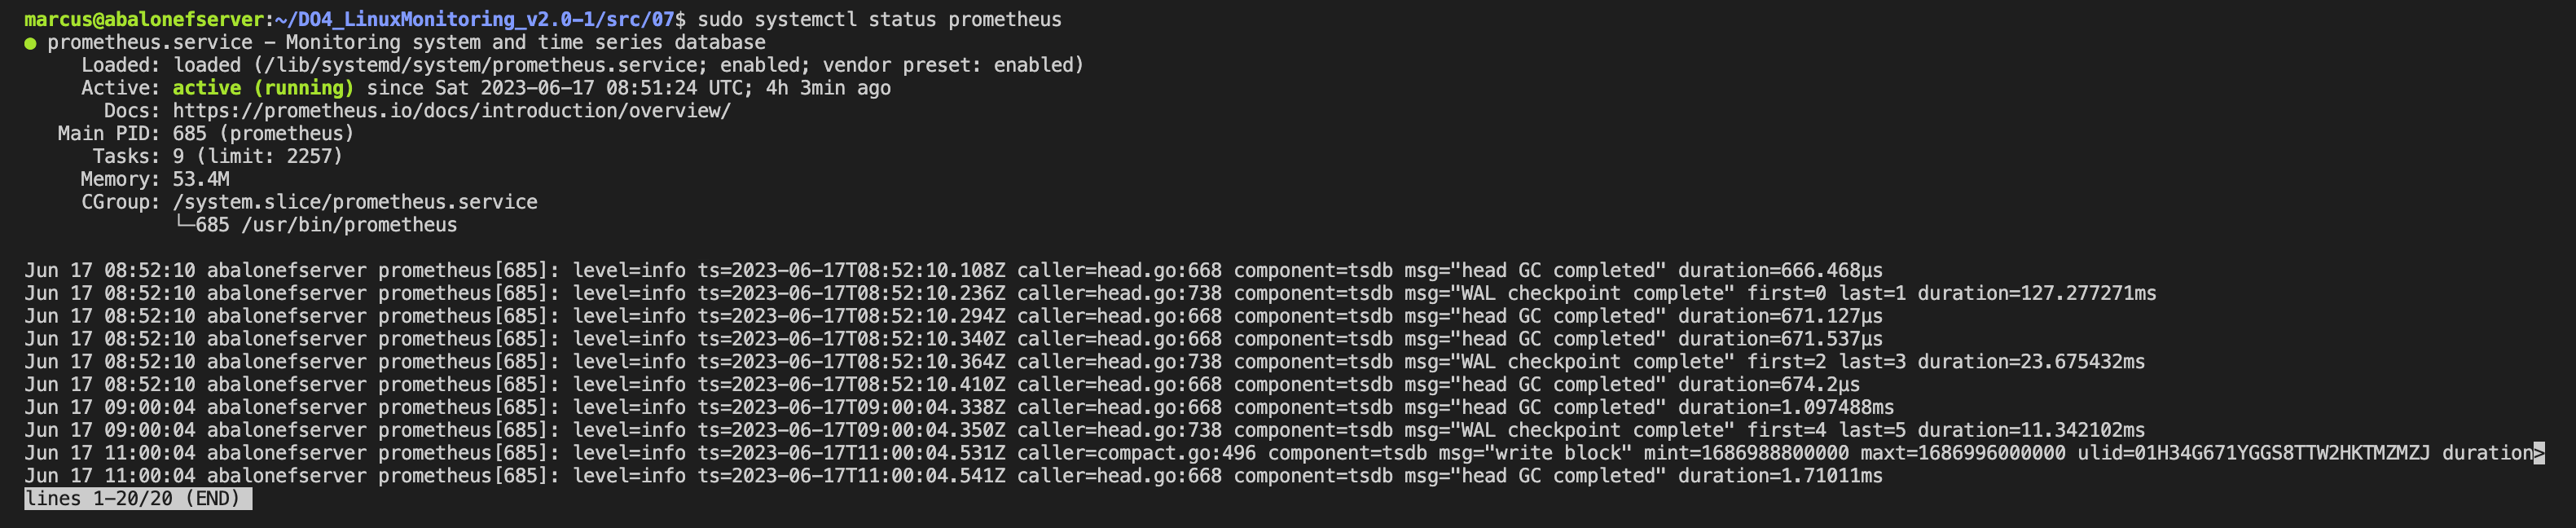 marcus@abalonefserver:~/DO4_LinuxMonitoring_v2.0-1/src/07$ sudo systemctl status prometheus
● prometheus.service – Monitoring system and time series database
     Loaded: loaded (/lib/systemd/system/prometheus.service; enabled; vendor preset: enabled)
     Active: active (running) since Sat 2023-06-17 08:51:24 UTC; 4h 3min ago
       Docs: https://prometheus.io/docs/introduction/overview/
   Main PID: 685 (prometheus)
      Tasks: 9 (limit: 2257)
     Memory: 53.4M
     CGroup: /system.slice/prometheus.service
             └─685 /usr/bin/prometheus

Jun 17 08:52:10 abalonefserver prometheus[685]: level=info ts=2023-06-17T08:52:10.108Z caller=head.go:668 component=tsdb msg="head GC completed" duration=666.468µs
Jun 17 08:52:10 abalonefserver prometheus[685]: level=info ts=2023-06-17T08:52:10.236Z caller=head.go:738 component=tsdb msg="WAL checkpoint complete" first=0 last=1 duration=127.277271ms
Jun 17 08:52:10 abalonefserver prometheus[685]: level=info ts=2023-06-17T08:52:10.294Z caller=head.go:668 component=tsdb msg="head GC completed" duration=671.127µs
Jun 17 08:52:10 abalonefserver prometheus[685]: level=info ts=2023-06-17T08:52:10.340Z caller=head.go:668 component=tsdb msg="head GC completed" duration=671.537µs
Jun 17 08:52:10 abalonefserver prometheus[685]: level=info ts=2023-06-17T08:52:10.364Z caller=head.go:738 component=tsdb msg="WAL checkpoint complete" first=2 last=3 duration=23.675432ms
Jun 17 08:52:10 abalonefserver prometheus[685]: level=info ts=2023-06-17T08:52:10.410Z caller=head.go:668 component=tsdb msg="head GC completed" duration=674.2µs
Jun 17 09:00:04 abalonefserver prometheus[685]: level=info ts=2023-06-17T09:00:04.338Z caller=head.go:668 component=tsdb msg="head GC completed" duration=1.097488ms
Jun 17 09:00:04 abalonefserver prometheus[685]: level=info ts=2023-06-17T09:00:04.350Z caller=head.go:738 component=tsdb msg="WAL checkpoint complete" first=4 last=5 duration=11.342102ms
Jun 17 11:00:04 abalonefserver prometheus[685]: level=info ts=2023-06-17T11:00:04.531Z caller=compact.go:496 component=tsdb msg="write block" mint=1686988800000 maxt=1686996000000 ulid=01H34G671YGGS8TTW2HKTMZMZJ duration>
Jun 17 11:00:04 abalonefserver prometheus[685]: level=info ts=2023-06-17T11:00:04.541Z caller=head.go:668 component=tsdb msg="head GC completed" duration=1.71011ms
lines 1-20/20 (END)